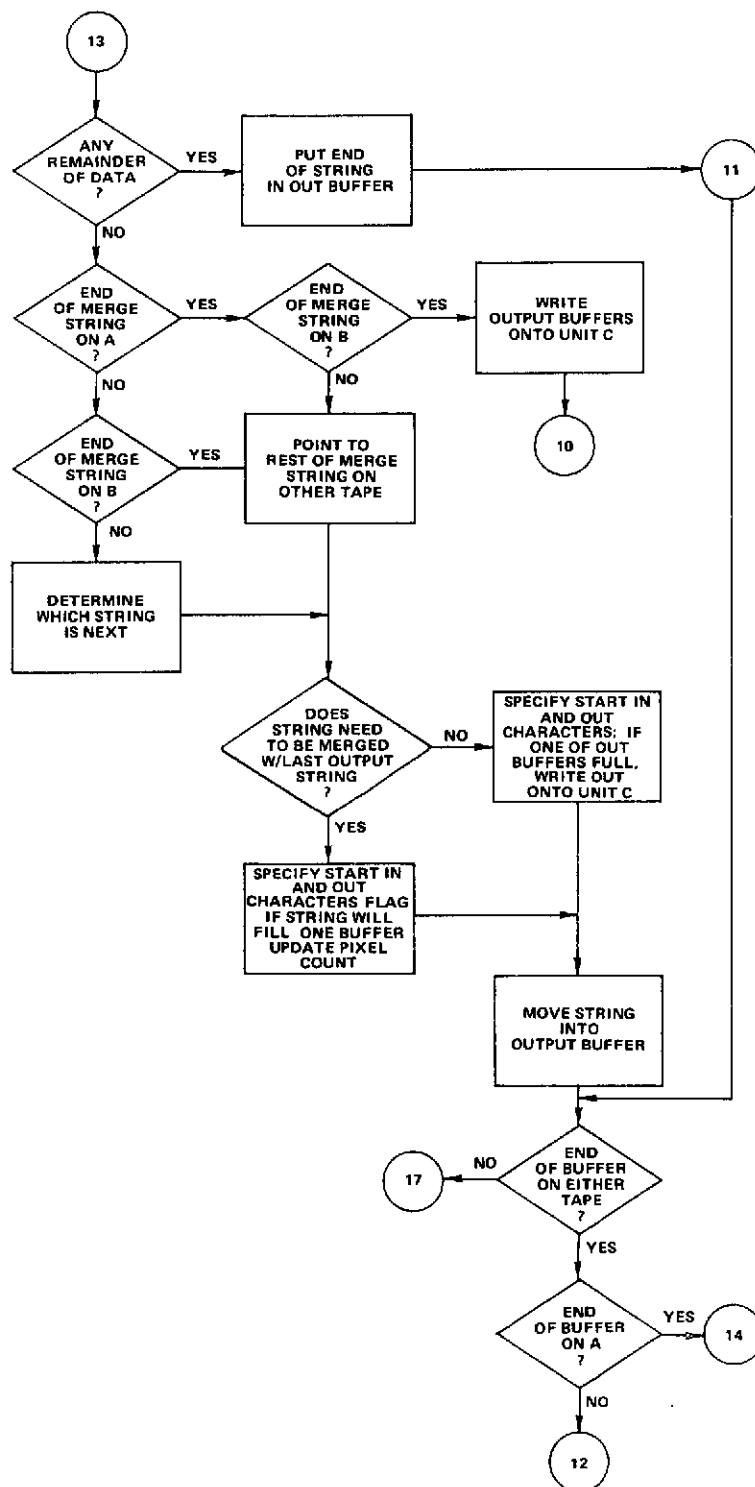 13
ANY
REMAINDER
OF DATA
?
YES
PUT END
OF STRING
IN OUT BUFFER
11
NO
END
OF MERGE
STRING
ON A
?
YES
END
OF MERGE
STRING
ON B
?
YES
WRITE
OUTPUT BUFFERS
ONTO UNIT C
NO
NO
10
END
OF MERGE
STRING
ON B
?
YES
POINT TO
REST OF MERGE
STRING ON
OTHER TAPE
NO
DETERMINE
WHICH STRING
IS NEXT
DOES
STRING NEED
TO BE MERGED
W/LAST OUTPUT
STRING
?
NO
SPECIFY START IN
AND OUT
CHARACTERS; IF
ONE OF OUT
BUFFERS FULL,
WRITE OUT
ONTO UNIT C
YES
SPECIFY START IN
AND OUT
CHARACTERS FLAG
IF STRING WILL
FILL ONE BUFFER
UPDATE PIXEL
COUNT
MOVE STRING
INTO
OUTPUT BUFFER
END
OF BUFFER
ON EITHER
TAPE
?
NO
17
YES
END
OF BUFFER
ON A
?
YES
14
NO
12